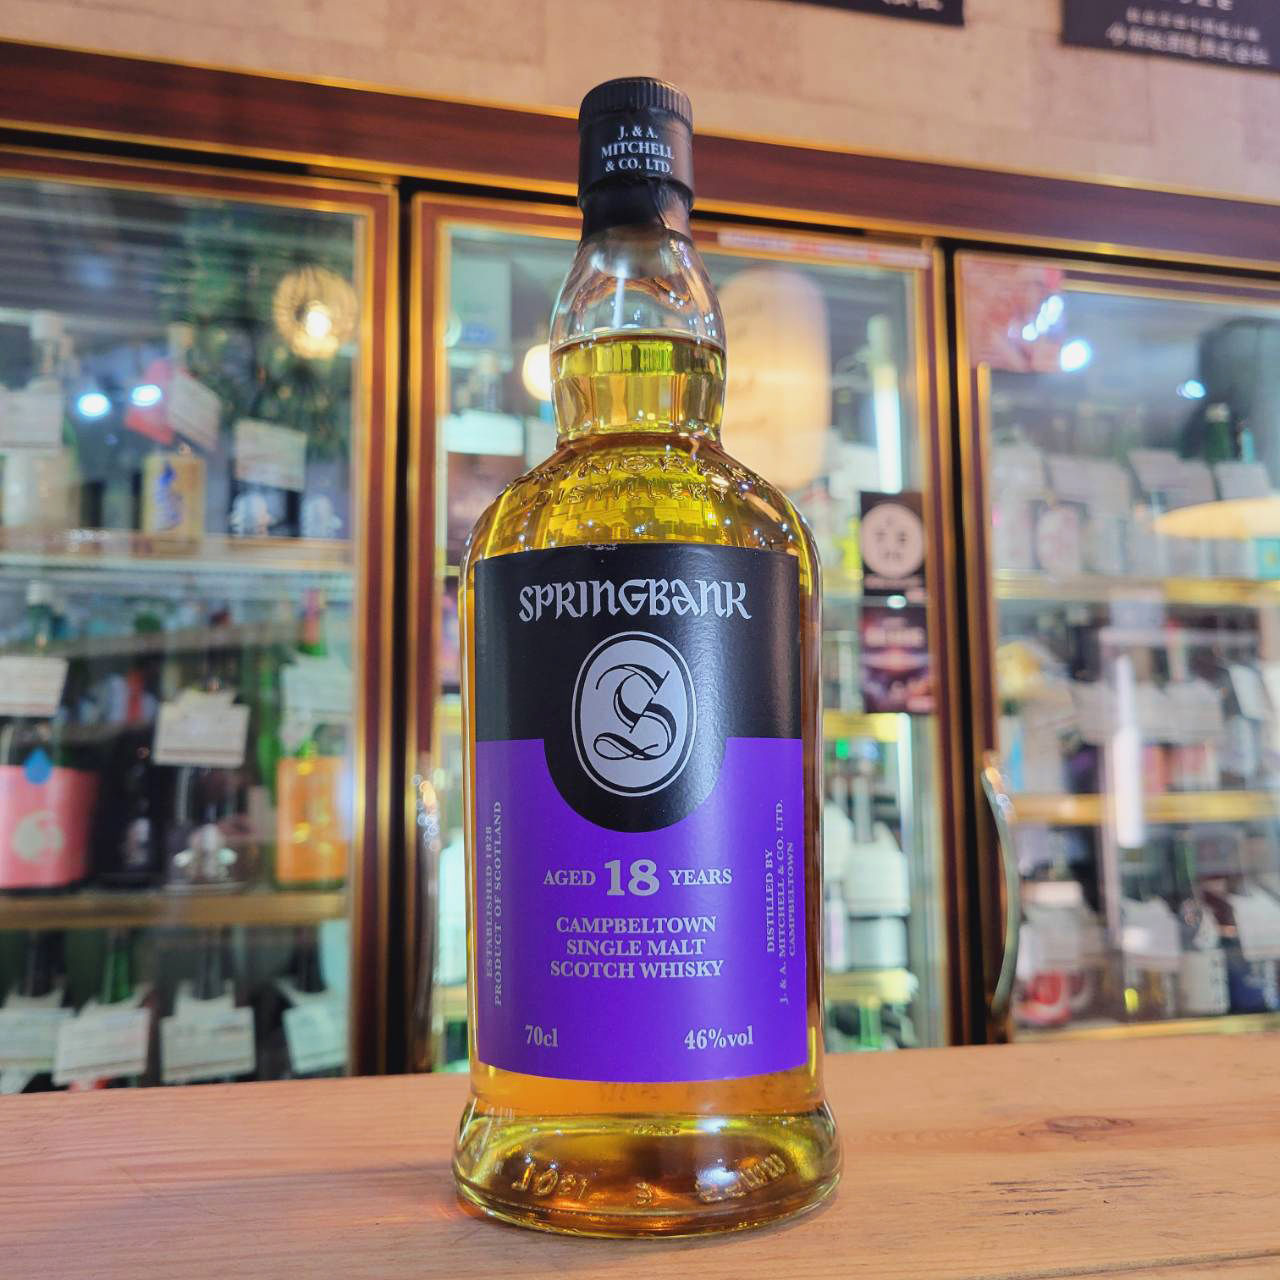 J. & A.
MITCHELL
& CO. LTD.
DISTILLERY
SPRINGBANK
S
AGED 18 YEARS
CAMPBELTOWN
SINGLE MALT
SCOTCH WHISKY
70cl 46%vol
ESTABLISHED 1828
PRODUCT OF SCOTLAND
DISTILLED BY
J. & A. MITCHELL & CO. LTD.
CAMPBELTOWN